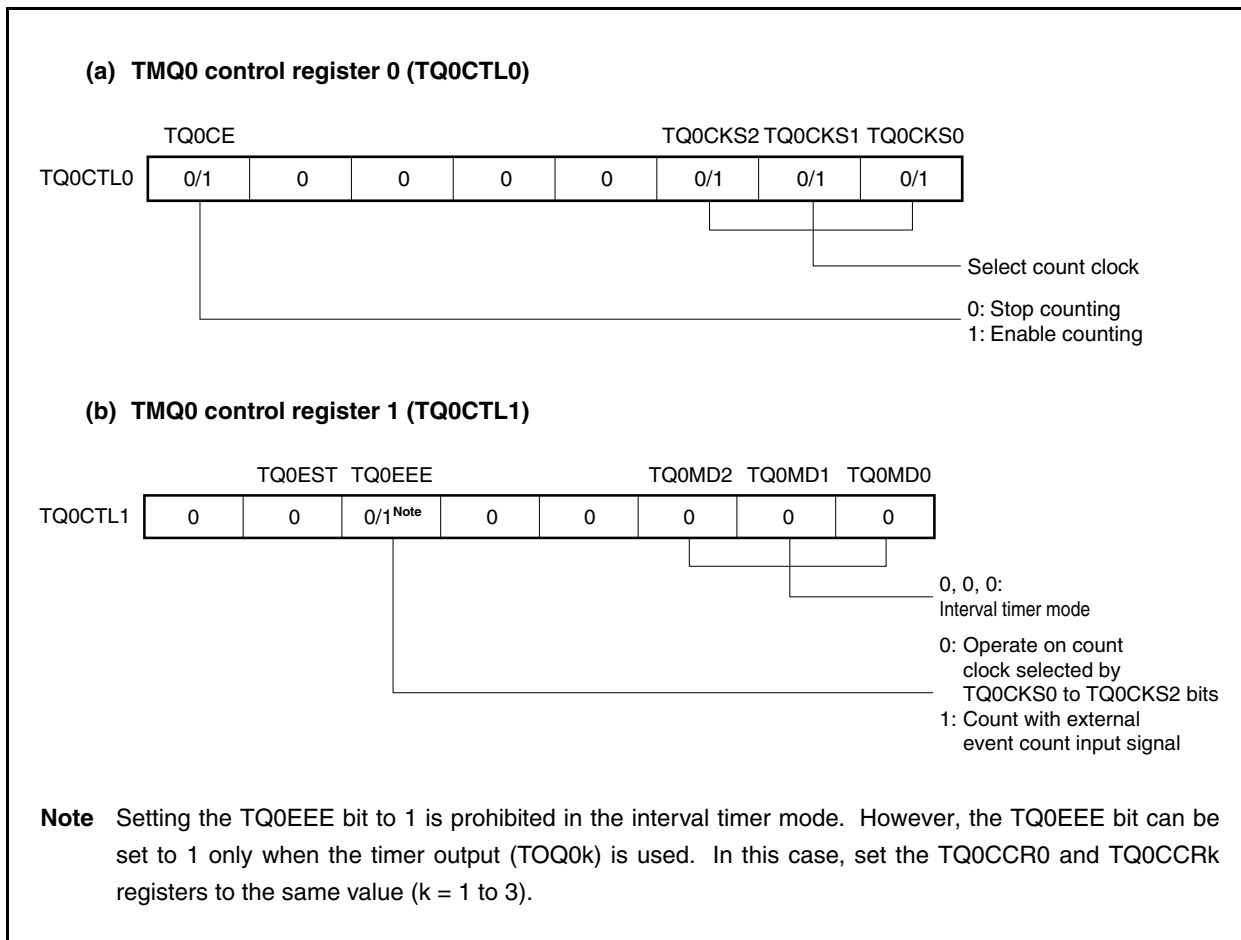 (a) TMQ0 control register 0 (TQ0CTL0)
TQ0CE TQ0CKS2 TQ0CKS1 TQ0CKS0
TQ0CTL0 0/1 0 0 0 0 0/1 0/1 0/1
Select count clock
0: Stop counting
1: Enable counting
(b) TMQ0 control register 1 (TQ0CTL1)
TQ0EST TQ0EEE TQ0MD2 TQ0MD1 TQ0MD0
TQ0CTL1 0 0 0/1Note 0 0 0 0 0
0, 0, 0:
Interval timer mode
0: Operate on count
clock selected by
TQ0CKS0 to TQ0CKS2 bits
1: Count with external
event count input signal
Note Setting the TQ0EEE bit to 1 is prohibited in the interval timer mode. However, the TQ0EEE bit can be
set to 1 only when the timer output (TOQ0k) is used. In this case, set the TQ0CCR0 and TQ0CCRk
registers to the same value (k = 1 to 3).